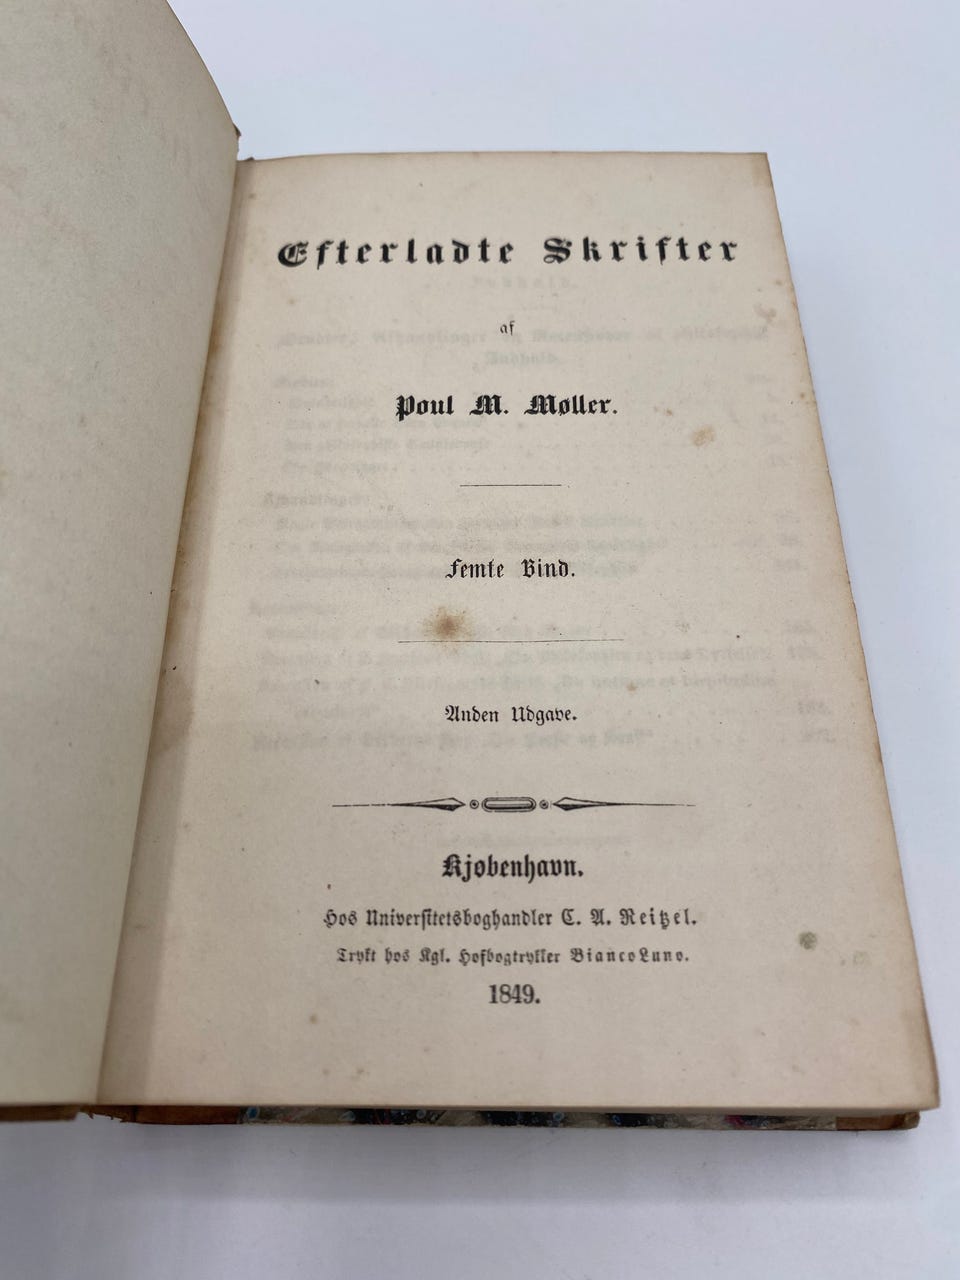 Efterladte Skrifter
af
Poul M. Møller.
Femte Bind.
Anden Udgave.
Kjøbenhavn.
Hos Universitetsboghandler C. A. Reitzel.
Trykt hos Kgl. Hofbogtrykker Bianco Luno.
1849.